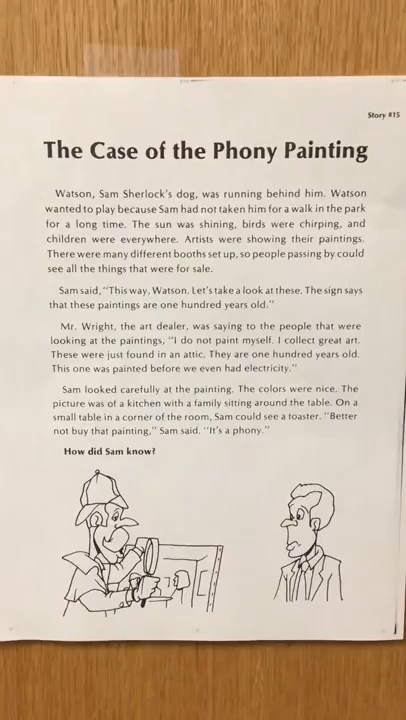 Story #15
The Case of the Phony Painting
Watson, Sam Sherlock's dog, was running behind him. Watson
wanted to play because Sam had not taken him for a walk in the park
for a long time. The sun was shining, birds were chirping, and
children were everywhere. Artists were showing their paintings.
There were many different booths set up, so people passing by could
see all the things that were for sale.
Sam said, "This way, Watson. Let's take a look at these. The sign says
that these paintings are one hundred years old."
Mr. Wright, the art dealer, was saying to the people that were
looking at the paintings, "I do not paint myself. I collect great art.
These were just found in an attic. They are one hundred years old.
This one was painted before we even had electricity."
Sam looked carefully at the painting. The colors were nice. The
picture was of a kitchen with a family sitting around the table. On a
small table in a corner of the room, Sam could see a toaster. "Better
not buy that painting," Sam said. "It's a phony."
How did Sam know?